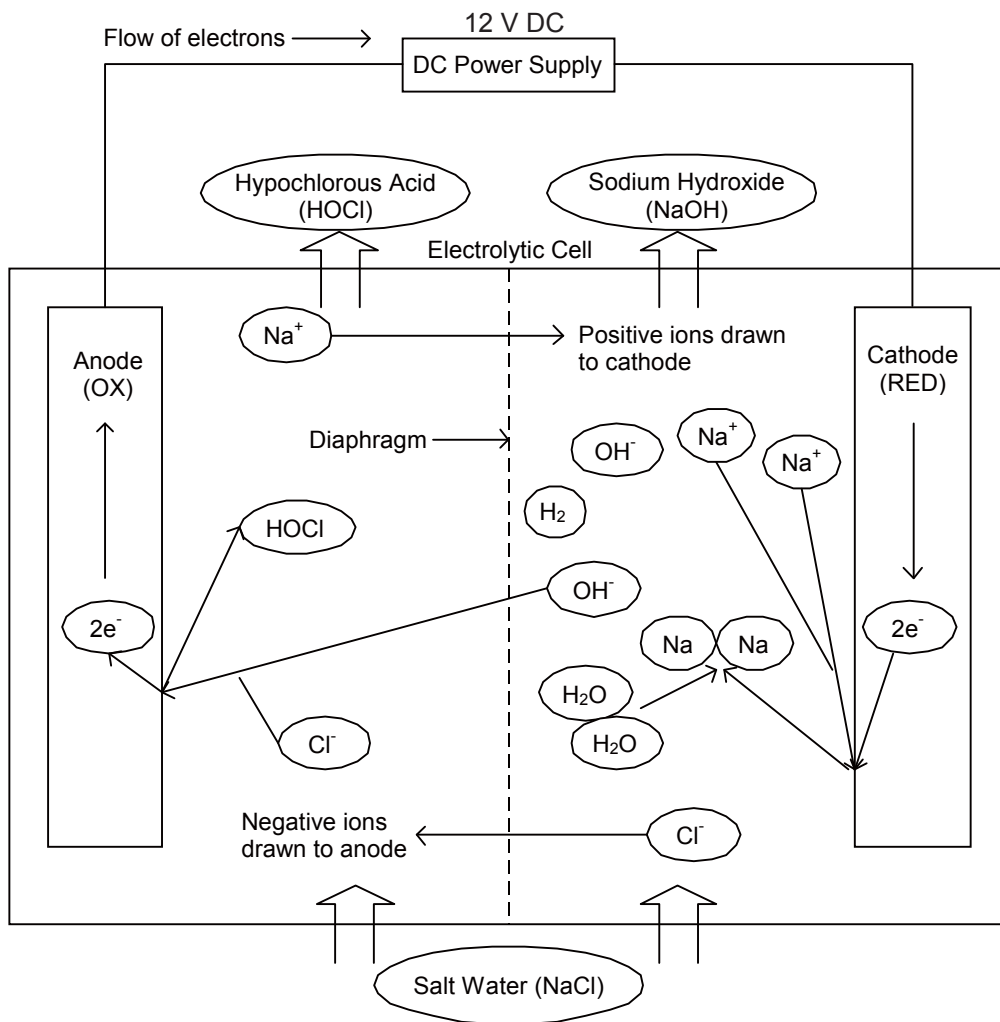 12 V DC
Flow of electrons
DC Power Supply
Hypochlorous Acid
(HOCl)
Sodium Hydroxide
(NaOH)
Electrolytic Cell
Na⁺
Positive ions drawn
to cathode
Anode
(OX)
Cathode
(RED)
Diaphragm
OH⁻
Na⁺
Na⁺
H₂
HOCl
OH⁻
2e⁻
Na
Na
2e⁻
H₂O
H₂O
Cl⁻
Negative ions
drawn to anode
Cl⁻
Salt Water (NaCl)